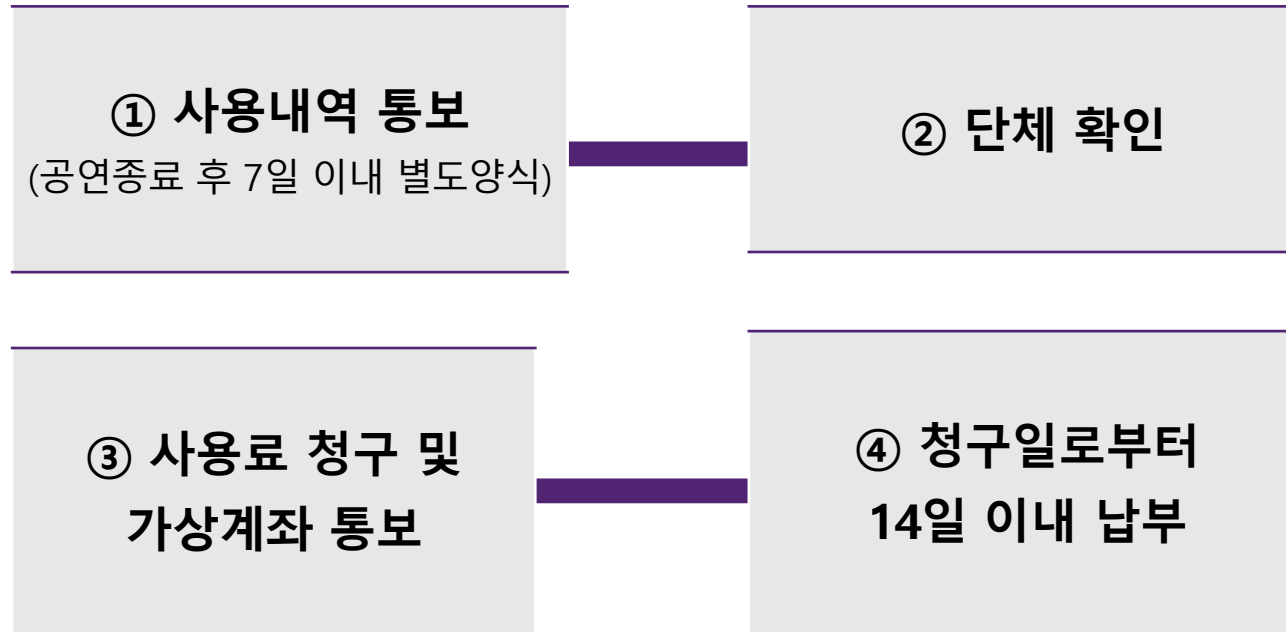 ① 사용내역 통보
(공연종료 후 7일 이내 별도양식)
② 단체 확인
③ 사용료 청구 및
가상계좌 통보
④ 청구일로부터
14일 이내 납부